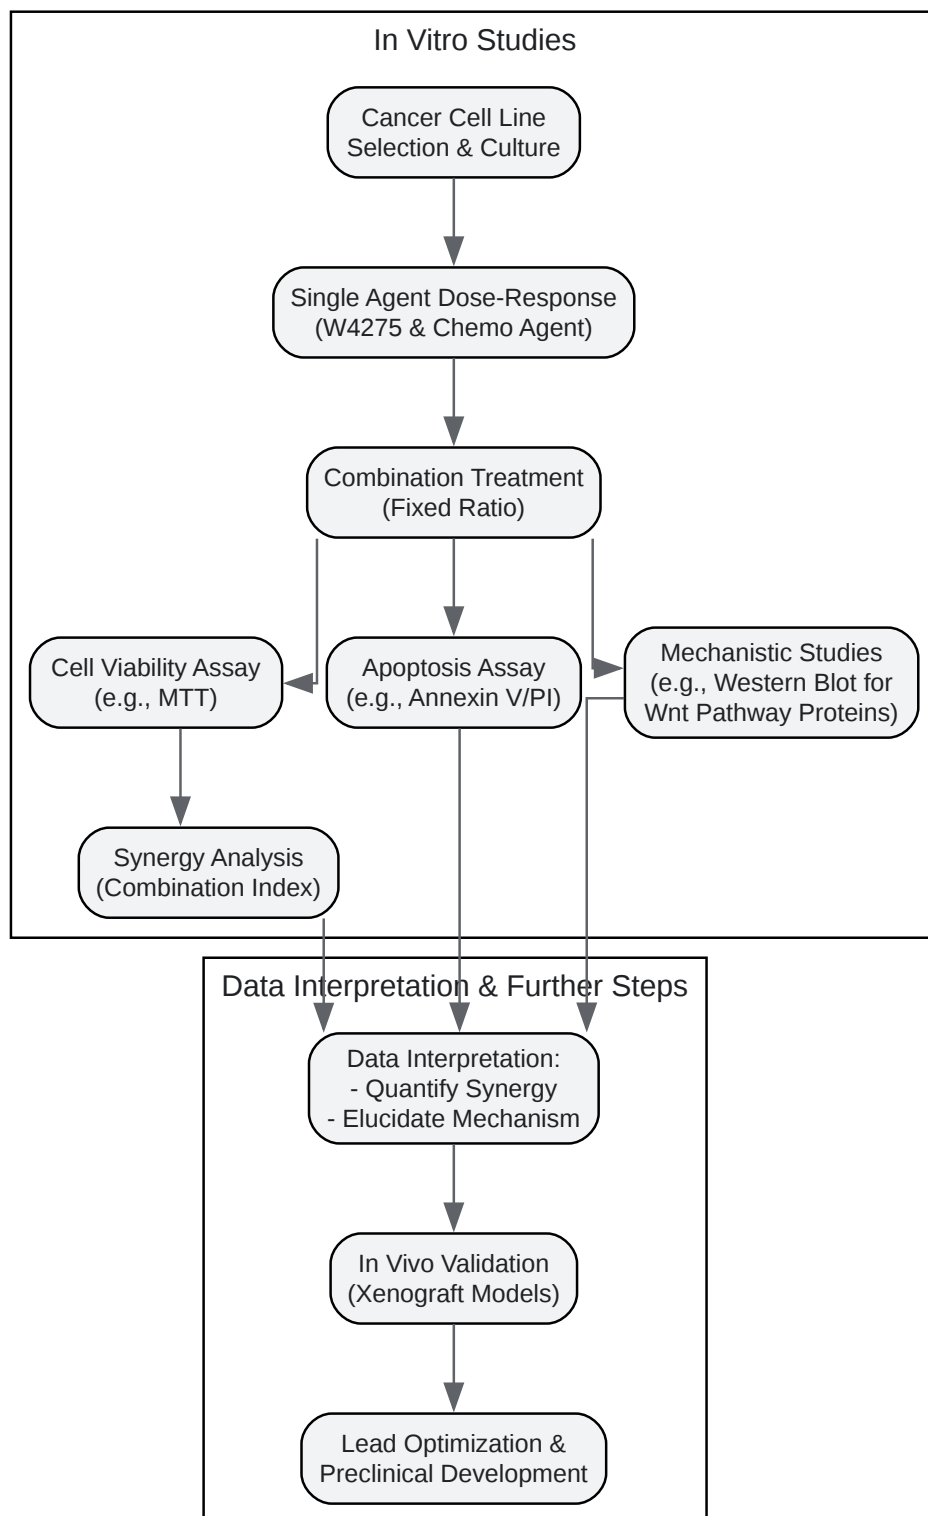 In Vitro Studies
Cancer Cell Line
Selection & Culture
Single Agent Dose-Response
(W4275 & Chemo Agent)
Combination Treatment
(Fixed Ratio)
Cell Viability Assay
(e.g., MTT)
Apoptosis Assay
(e.g., Annexin V/PI)
Mechanistic Studies
(e.g., Western Blot for
Wnt Pathway Proteins)
Synergy Analysis
(Combination Index)
Data Interpretation & Further Steps
Data Interpretation:
- Quantify Synergy
- Elucidate Mechanism
In Vivo Validation
(Xenograft Models)
Lead Optimization &
Preclinical Development